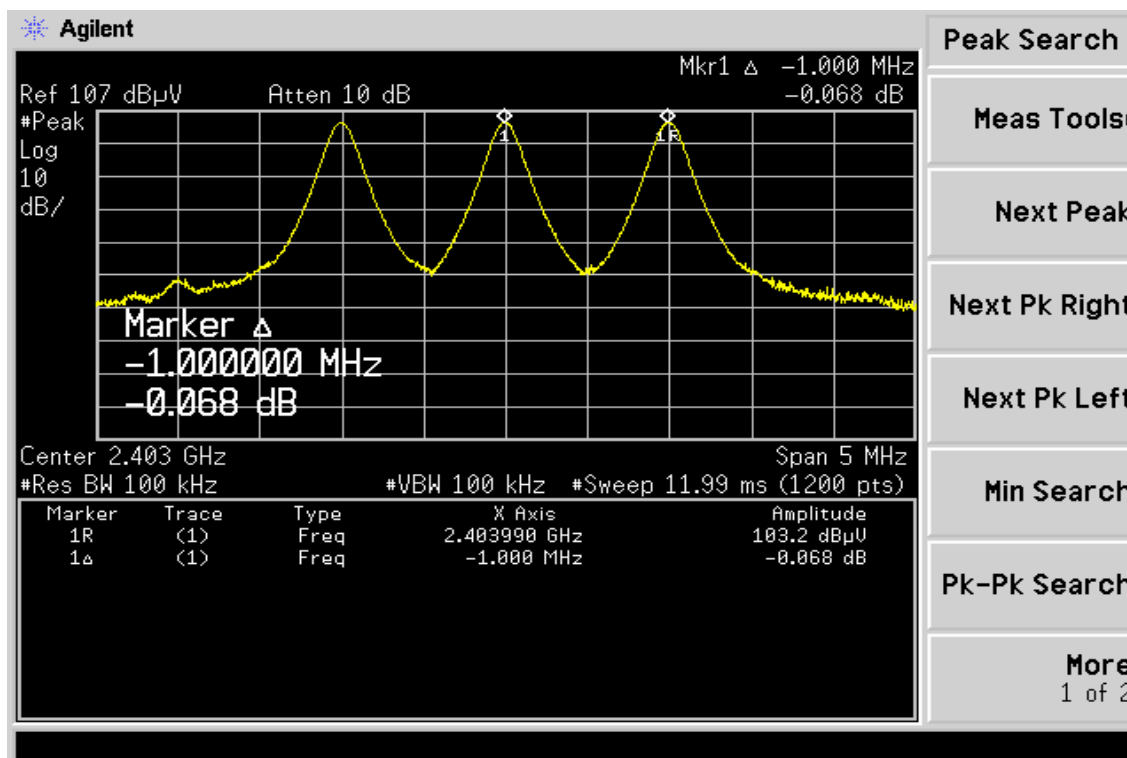 Agilent
Peak Search
Mkr1 Δ -1.000 MHz
Ref 107 dBµV Atten 10 dB -0.068 dB
#Peak
Log
10
dB/
1
1R
Marker Δ
-1.000000 MHz
-0.068 dB
Center 2.403 GHz Span 5 MHz
#Res BW 100 kHz #VBW 100 kHz #Sweep 11.99 ms (1200 pts)
Marker Trace Type X Axis Amplitude
1R (1) Freq 2.403990 GHz 103.2 dBµV
1Δ (1) Freq -1.000 MHz -0.068 dB
Meas Tools
Next Peak
Next Pk Right
Next Pk Left
Min Search
Pk-Pk Search
More
1 of 2